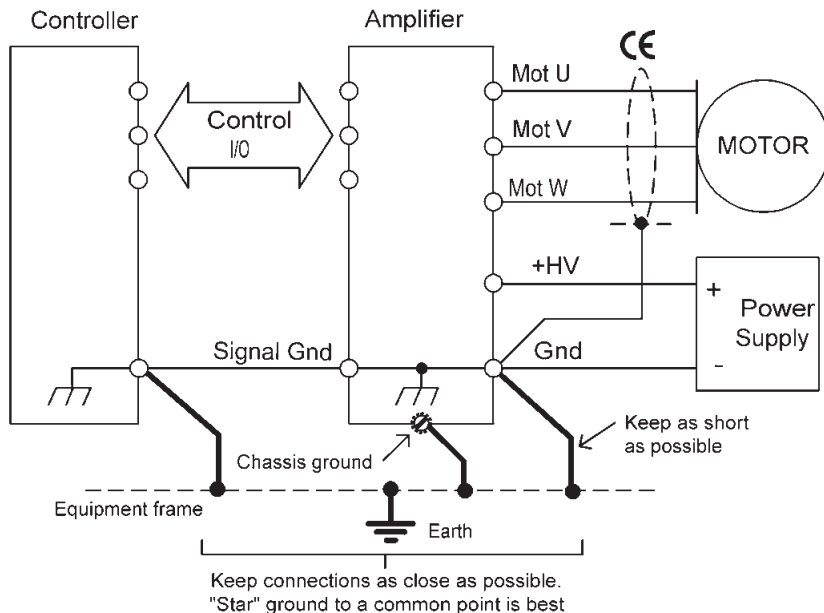 Controller
Amplifier
CE
Mot U
Control
I/O
Mot V
MOTOR
Mot W
+HV
+
Power
Supply
Signal Gnd
Gnd
-
Keep as short
as possible
Chassis ground
Equipment frame
Earth
Keep connections as close as possible.
"Star" ground to a common point is best